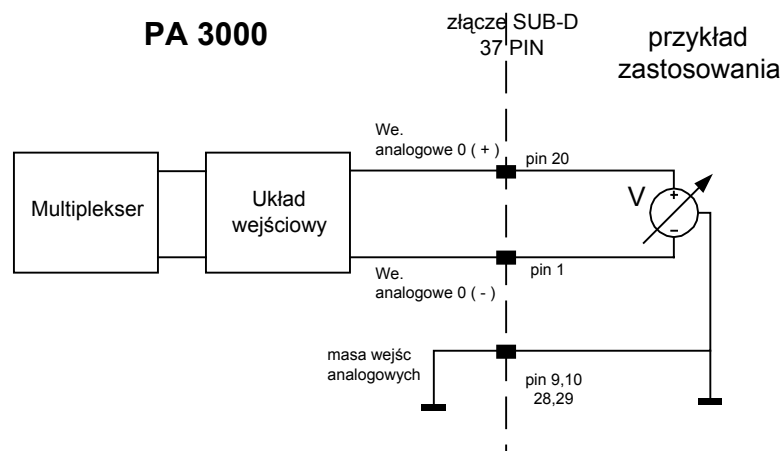 PA 3000
złącze SUB-D
37 PIN
przykład
zastosowania
We.
analogowe 0 ( + )
pin 20
Multiplekser
Układ
wejściowy
V
+
−
We.
analogowe 0 ( - )
pin 1
masa wejśc
analogowych
pin 9,10
28,29